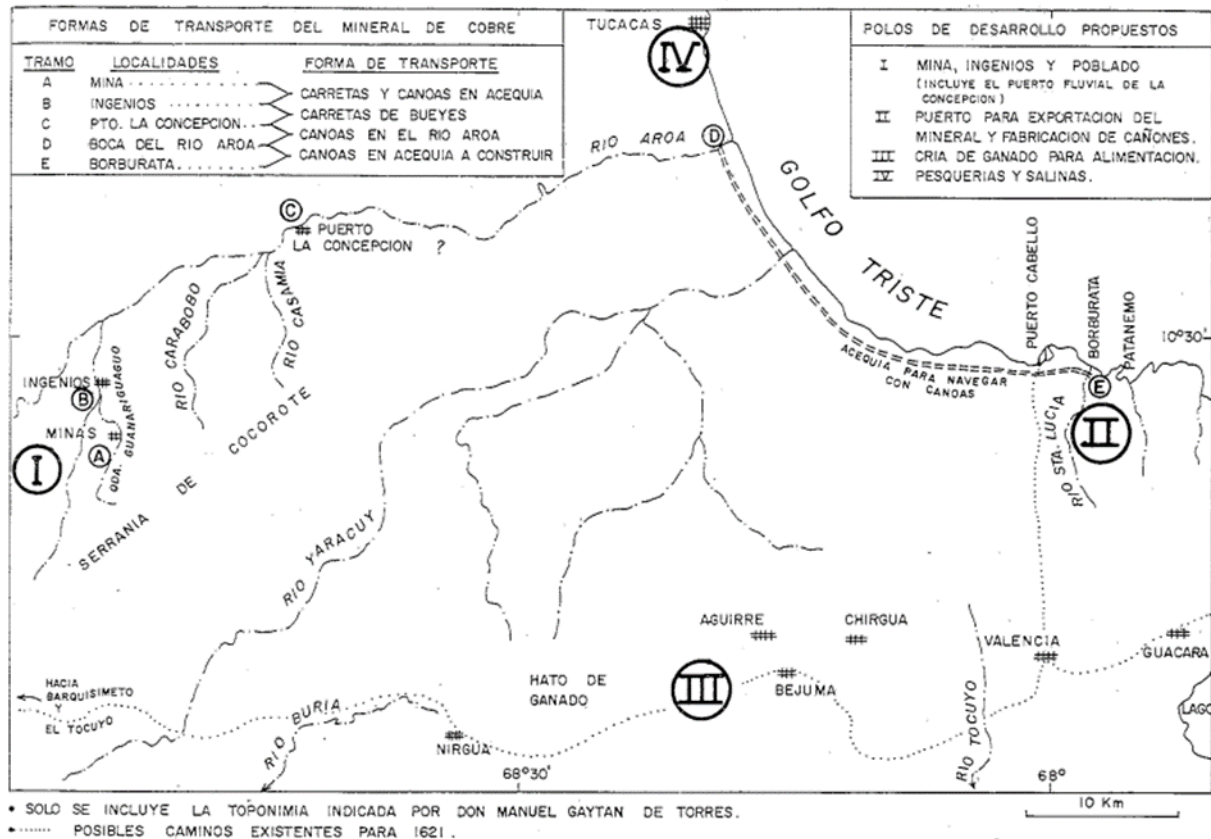 FORMAS DE TRANSPORTE DEL MINERAL DE COBRE
TRAMO LOCALIDADES FORMA DE TRANSPORTE
A MINA
CARRETAS Y CANOAS EN ACEQUIA
B INGENIOS
CARRETAS DE BUEYES
C PTO. LA CONCEPCION
CANOAS EN EL RIO AROA
D BOCA DEL RIO AROA
CANOAS EN ACEQUIA A CONSTRUIR
E BORBURATA
POLOS DE DESARROLLO PROPUESTOS
I MINA, INGENIOS Y POBLADO
(INCLUYE EL PUERTO FLUVIAL DE LA
CONCEPCION)
II PUERTO PARA EXPORTACION DEL
MINERAL Y FABRICACION DE CAÑONES.
III CRIA DE GANADO PARA ALIMENTACION.
IV PESQUERIAS Y SALINAS.
TUCACAS
IV
RIO AROA
D
GOLFO
TRISTE
C
PUERTO
LA CONCEPCION ?
RIO CARABOBO
RIO CASAMIA
PUERTO CABELLO
BORBURATA
PATANEMO
10°30'
ACEQUIA PARA NAVEGAR
CON CANOAS
E
II
RIO STA. LUCIA
INGENIOS
B
QDA. GUANARIGUAGUO
MINAS
A
I
SERRANIA DE COCOROTE
RIO YARACUY
AGUIRRE
CHIRGUA
VALENCIA
GUACARA
BEJUMA
III
HATO DE
GANADO
HACIA
BARQUISIMETO
Y
EL TOCUYO
RIO BURIA
NIRGUA
RIO TOCUYO
LAGO
68°30'
68°
10 Km
• SOLO SE INCLUYE LA TOPONIMIA INDICADA POR DON MANUEL GAYTAN DE TORRES.
•······ POSIBLES CAMINOS EXISTENTES PARA 1621.